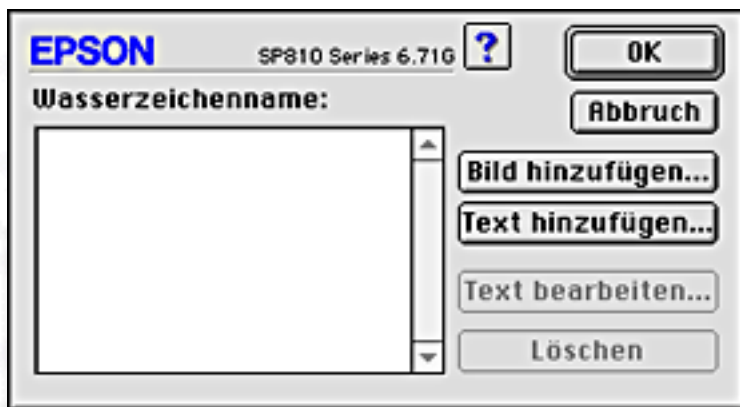 EPSON SP810 Series 6.71G ? OK
Wasserzeichenname:
Abbruch
Bild hinzufügen...
Text hinzufügen...
Text bearbeiten...
Löschen